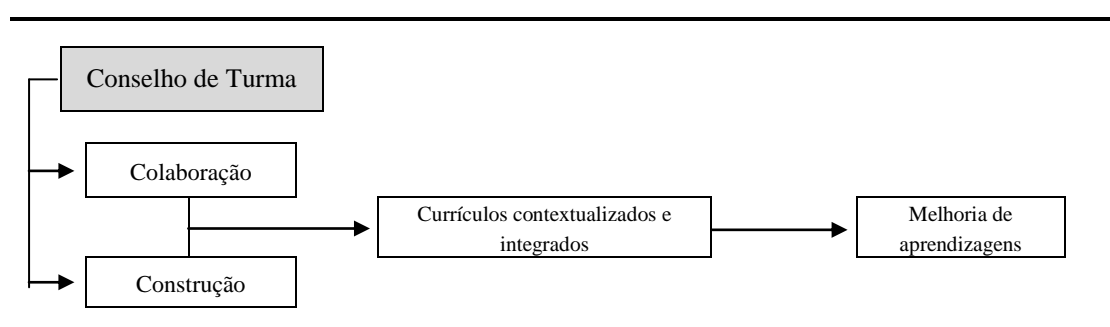 Conselho de Turma
Colaboração
Currículos contextualizados e
integrados
Melhoria de
aprendizagens
Construção